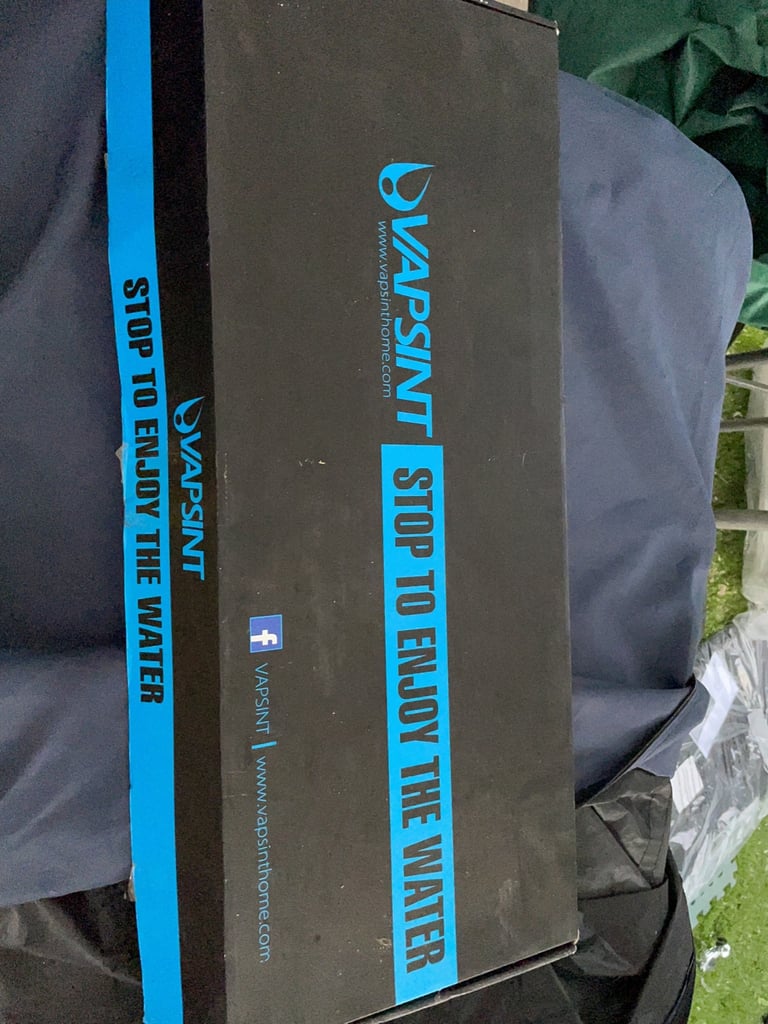 VAPSINT
www.vapsinthome.com
STOP TO ENJOY THE WATER
f VAPSINT | www.vapsinthome.com
VAPSINT
STOP TO ENJOY THE WATER